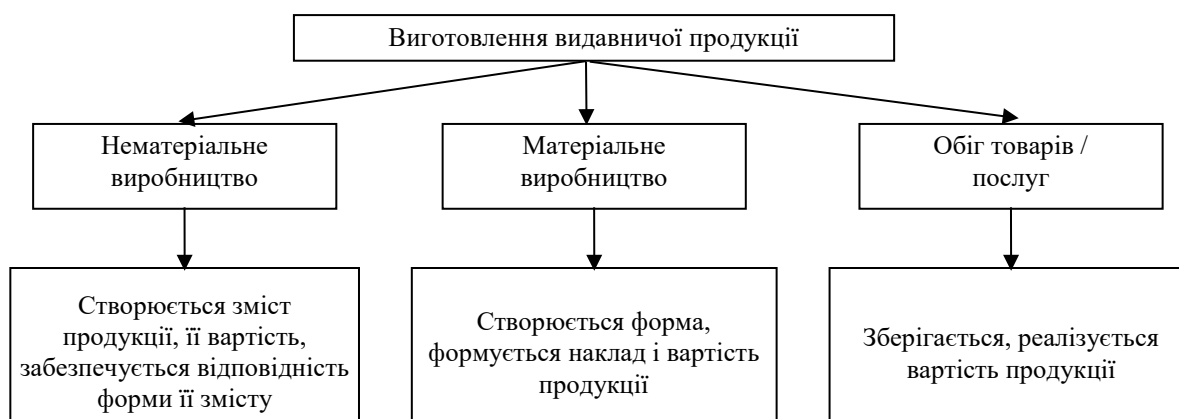 Виготовлення видавничої продукції
Нематеріальне
виробництво
Матеріальне
виробництво
Обіг товарів /
послуг
Створюється зміст
продукції, її вартість,
забезпечується відповідність
форми її змісту
Створюється форма,
формується наклад і вартість
продукції
Зберігається, реалізується
вартість продукції